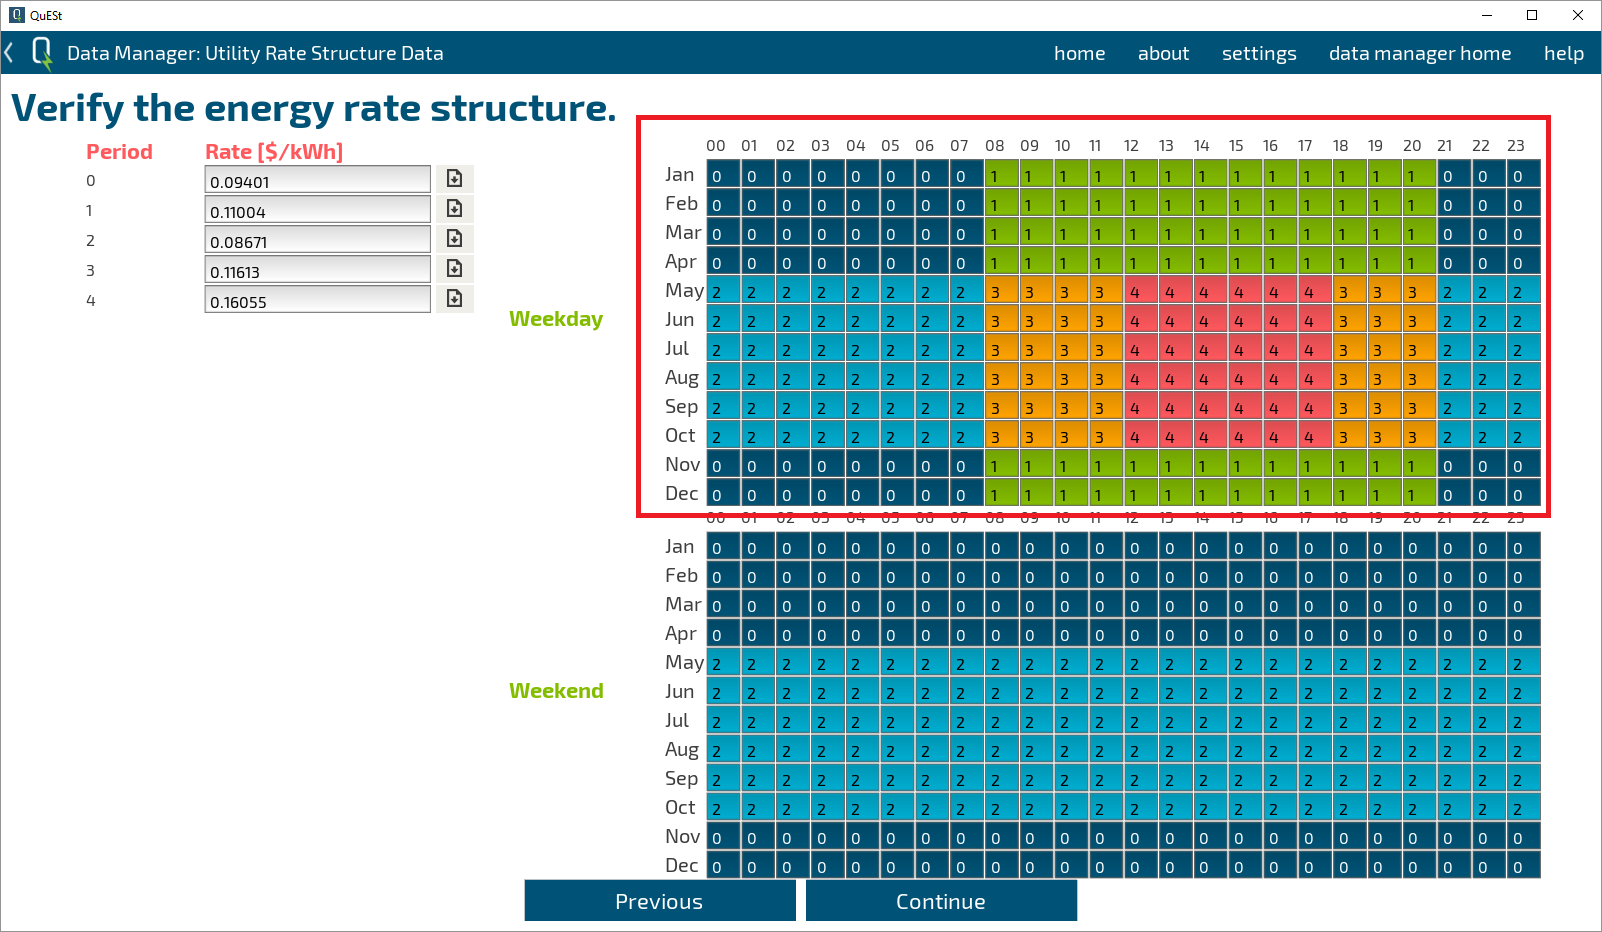 QuESt
Data Manager: Utility Rate Structure Data home about settings data manager home help
Verify the energy rate structure.
Period Rate [$/kWh]
0 0.09401
1 0.11004
2 0.08671
3 0.11613
4 0.16055
Weekday
00 01 02 03 04 05 06 07 08 09 10 11 12 13 14 15 16 17 18 19 20 21 22 23
Jan 0 0 0 0 0 0 0 0 1 1 1 1 1 1 1 1 1 1 1 1 1 0 0 0
Feb 0 0 0 0 0 0 0 0 1 1 1 1 1 1 1 1 1 1 1 1 1 0 0 0
Mar 0 0 0 0 0 0 0 0 1 1 1 1 1 1 1 1 1 1 1 1 1 0 0 0
Apr 0 0 0 0 0 0 0 0 1 1 1 1 1 1 1 1 1 1 1 1 1 0 0 0
May 2 2 2 2 2 2 2 2 3 3 3 3 4 4 4 4 4 4 3 3 3 2 2 2
Jun 2 2 2 2 2 2 2 2 3 3 3 3 4 4 4 4 4 4 3 3 3 2 2 2
Jul 2 2 2 2 2 2 2 2 3 3 3 3 4 4 4 4 4 4 3 3 3 2 2 2
Aug 2 2 2 2 2 2 2 2 3 3 3 3 4 4 4 4 4 4 3 3 3 2 2 2
Sep 2 2 2 2 2 2 2 2 3 3 3 3 4 4 4 4 4 4 3 3 3 2 2 2
Oct 2 2 2 2 2 2 2 2 3 3 3 3 4 4 4 4 4 4 3 3 3 2 2 2
Nov 0 0 0 0 0 0 0 0 1 1 1 1 1 1 1 1 1 1 1 1 1 0 0 0
Dec 0 0 0 0 0 0 0 0 1 1 1 1 1 1 1 1 1 1 1 1 1 0 0 0
Weekend
00 01 02 03 04 05 06 07 08 09 10 11 12 13 14 15 16 17 18 19 20 21 22 23
Jan 0 0 0 0 0 0 0 0 0 0 0 0 0 0 0 0 0 0 0 0 0 0 0 0
Feb 0 0 0 0 0 0 0 0 0 0 0 0 0 0 0 0 0 0 0 0 0 0 0 0
Mar 0 0 0 0 0 0 0 0 0 0 0 0 0 0 0 0 0 0 0 0 0 0 0 0
Apr 0 0 0 0 0 0 0 0 0 0 0 0 0 0 0 0 0 0 0 0 0 0 0 0
May 2 2 2 2 2 2 2 2 2 2 2 2 2 2 2 2 2 2 2 2 2 2 2 2
Jun 2 2 2 2 2 2 2 2 2 2 2 2 2 2 2 2 2 2 2 2 2 2 2 2
Jul 2 2 2 2 2 2 2 2 2 2 2 2 2 2 2 2 2 2 2 2 2 2 2 2
Aug 2 2 2 2 2 2 2 2 2 2 2 2 2 2 2 2 2 2 2 2 2 2 2 2
Sep 2 2 2 2 2 2 2 2 2 2 2 2 2 2 2 2 2 2 2 2 2 2 2 2
Oct 2 2 2 2 2 2 2 2 2 2 2 2 2 2 2 2 2 2 2 2 2 2 2 2
Nov 0 0 0 0 0 0 0 0 0 0 0 0 0 0 0 0 0 0 0 0 0 0 0 0
Dec 0 0 0 0 0 0 0 0 0 0 0 0 0 0 0 0 0 0 0 0 0 0 0 0
Previous Continue